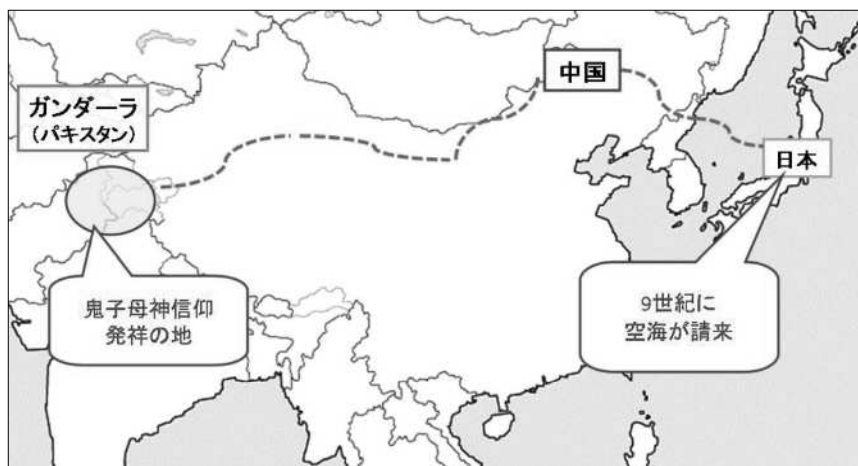 ガンダーラ
(パキスタン)
中国
日本
鬼子母神信仰
発祥の地
9世紀に
空海が請来